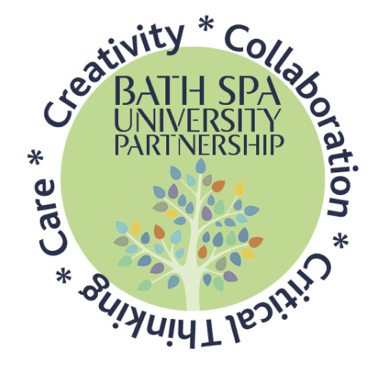 Creativity * Collaboration * Critical Thinking * Care *
BATH SPA
UNIVERSITY
PARTNERSHIP